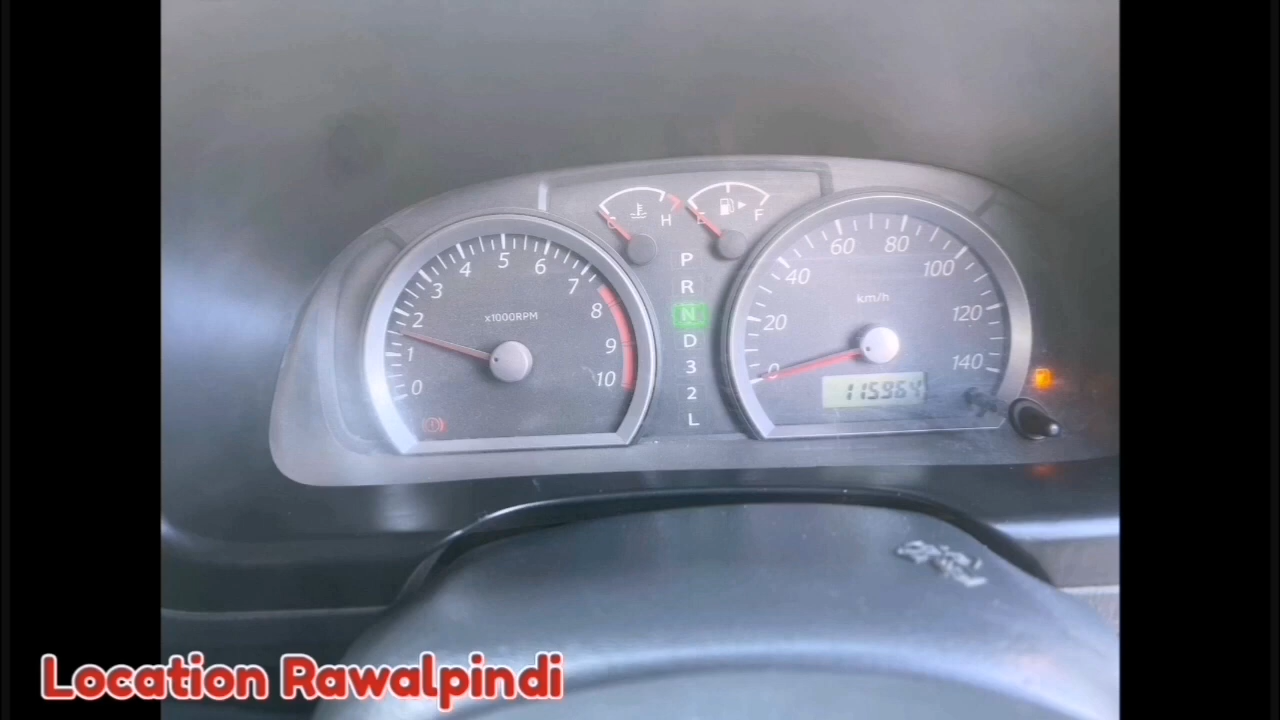 C H E F
0 1 2 3 4 5 6 7 8 9 10
x1000RPM
P
R
N
D
3
2
L
0 20 40 60 80 100 120 140
km/h
115964
Location Rawalpindi